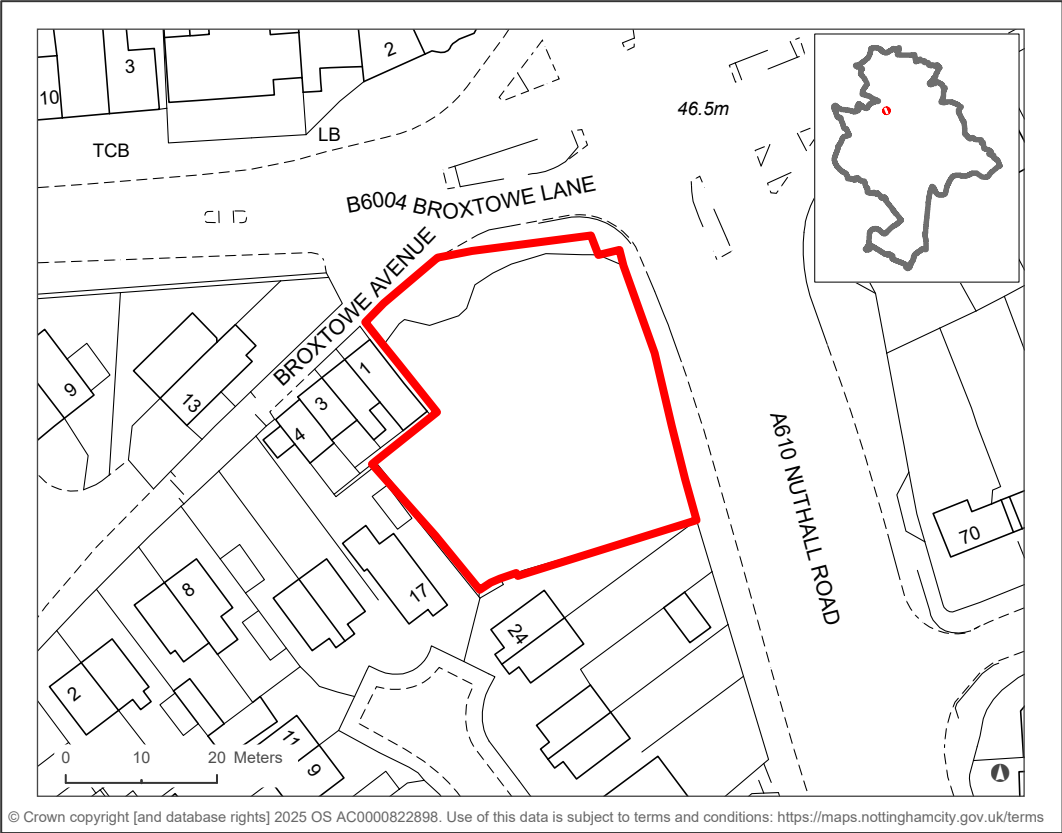 2
3
10
LB
TCB
46.5m
B6004 BROXTOWE LANE
BROXTOWE AVENUE
1
3
4
9
13
A610 NUTHALL ROAD
70
17
8
24
2
11
9
0 10 20 Meters
© Crown copyright [and database rights] 2025 OS AC0000822898. Use of this data is subject to terms and conditions: https://maps.nottinghamcity.gov.uk/terms